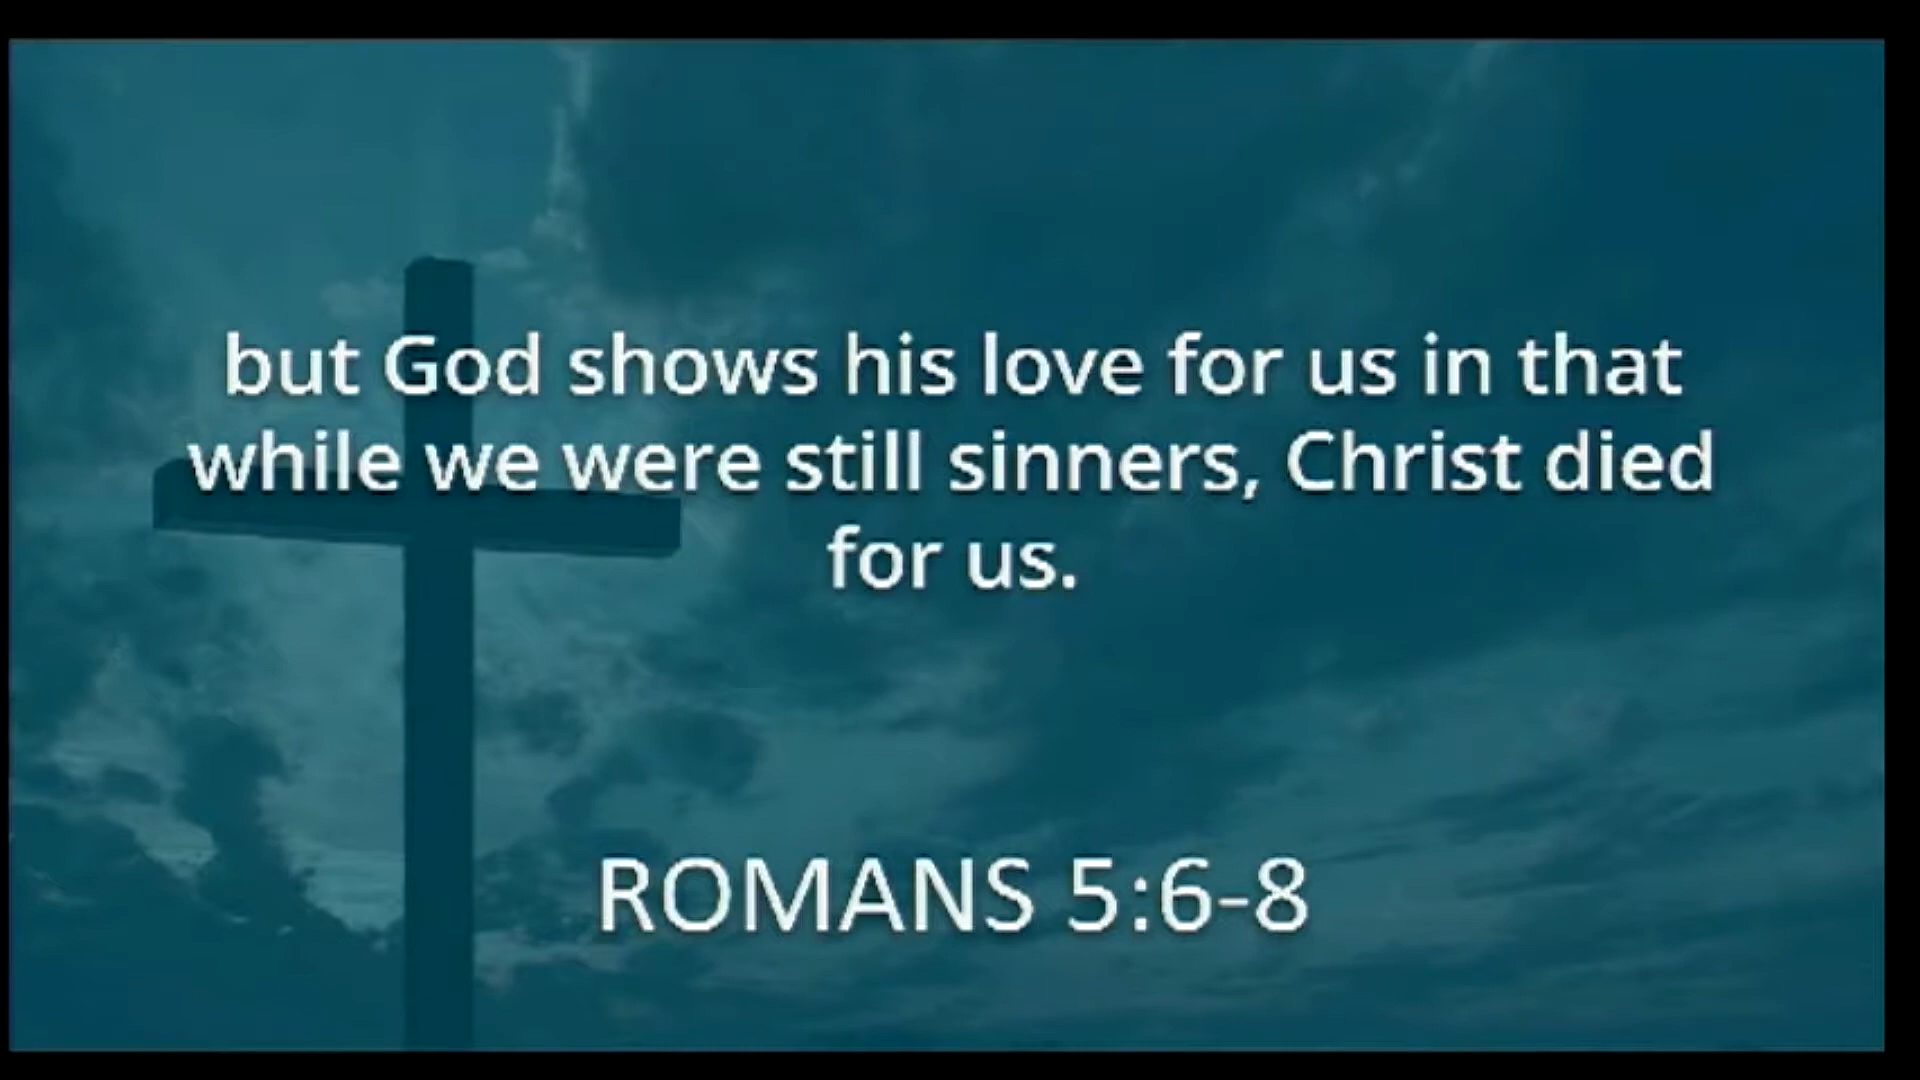 but God shows his love for us in that
while we were still sinners, Christ died
for us.
ROMANS 5:6-8